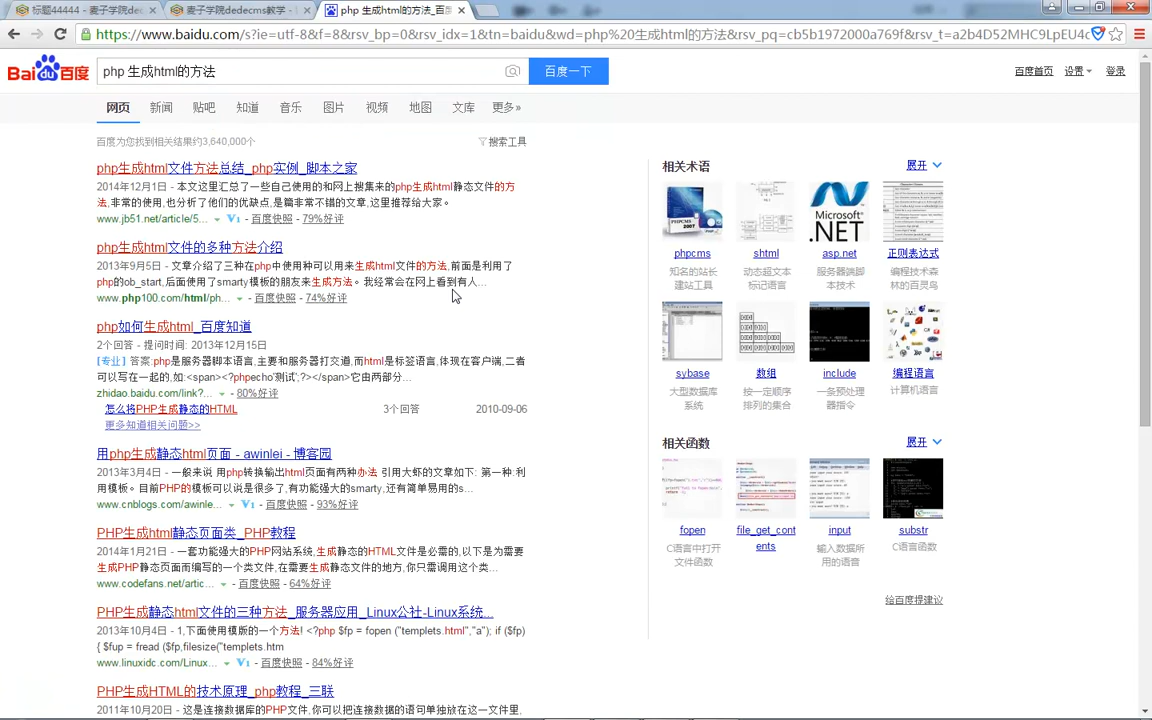 标题44444 - 麦子学院dec
麦子学院dedecms教学 -
php 生成html的方法_百
https://www.baidu.com/s?ie=utf-8&f=8&rsv_bp=0&rsv_idx=1&tn=baidu&wd=php%20生成html的方法&rsv_pq=cb5b1972000a769f&rsv_t=a2b4D52MHC9LpEU4c
Bai du 百度
php 生成html的方法
百度一下
百度首页 设置 登录
网页 新闻 贴吧 知道 音乐 图片 视频 地图 文库 更多»
百度为您找到相关结果约3,640,000个
搜索工具
php生成html文件方法总结_php实例_脚本之家
2014年12月1日 - 本文这里汇总了一些自己使用的和网上搜集来的php生成html静态文件的方
法,非常的使用,也分析了他们的优缺点,是篇非常不错的文章,这里推荐给大家。
www.jb51.net/article/5... V1 - 百度快照 - 79%好评
php生成html文件的多种方法介绍
2013年9月5日 - 文章介绍了三种在php中使用种可以用来生成html文件的方法,前面是利用了
php的ob_start,后面使用了smarty模板的朋友来生成方法。我经常会在网上看到有人...
www.php100.com/html/ph... - 百度快照 - 74%好评
php如何生成html_百度知道
2个回答 - 提问时间: 2013年12月15日
[专业] 答案:php是服务器脚本语言,主要和服务器打交道,而html是标签语言,体现在客户端,二者
可以写在一起的,如:<span><?phpecho'测试';?></span>它由两部分...
zhidao.baidu.com/link?... - 80%好评
怎么将PHP生成静态的HTML 3个回答 2010-09-06
更多知道相关问题>>
用php生成静态html页面 - awinlei - 博客园
2013年3月4日 - 一般来说 用php转换输出html页面有两种办法 引用大虾的文章如下: 第一种:利
用模板。目前PHP的模板可以说是很多了,有功能强大的smarty,还有简单易用的s...
www.cnblogs.com/awinle... V1 - 百度快照 - 93%好评
PHP生成html静态页面类_PHP教程
2014年1月21日 - 一套功能强大的PHP网站系统,生成静态的HTML文件是必需的,以下是为需要
生成PHP静态页面而编写的一个类文件,在需要生成静态文件的地方,你只需调用这个类...
www.codefans.net/artic... - 百度快照 - 64%好评
PHP生成静态html文件的三种方法_服务器应用_Linux公社-Linux系统...
2013年10月4日 - 1,下面使用模版的一个方法! <?php $fp = fopen ("templets.html","a"); if ($fp)
{ $fup = fread ($fp,filesize("templets.htm
www.linuxidc.com/Linux... V1 - 百度快照 - 84%好评
PHP生成HTML的技术原理_php教程_三联
2011年10月20日 - 这是连接数据库的PHP文件,你可以把连接数据的语句单独放在这一文件里,
相关术语 展开
PHPCMS
2007
Microsoft
.NET
phpcms shtml asp.net 正则表达式
知名的站长 动态超文本 服务器端脚 编程技术森
建站工具 标记语言 本技术 林的百灵鸟
sybase 数组 include 编程语言
大型数据库 按一定顺序 一条预处理 计算机语言
系统 排列的集合 器指令
相关函数 展开
fopen file_get_cont input substr
ents
C语言中打开 输入数据所 C语言函数
文件函数 用的语音
给百度提建议